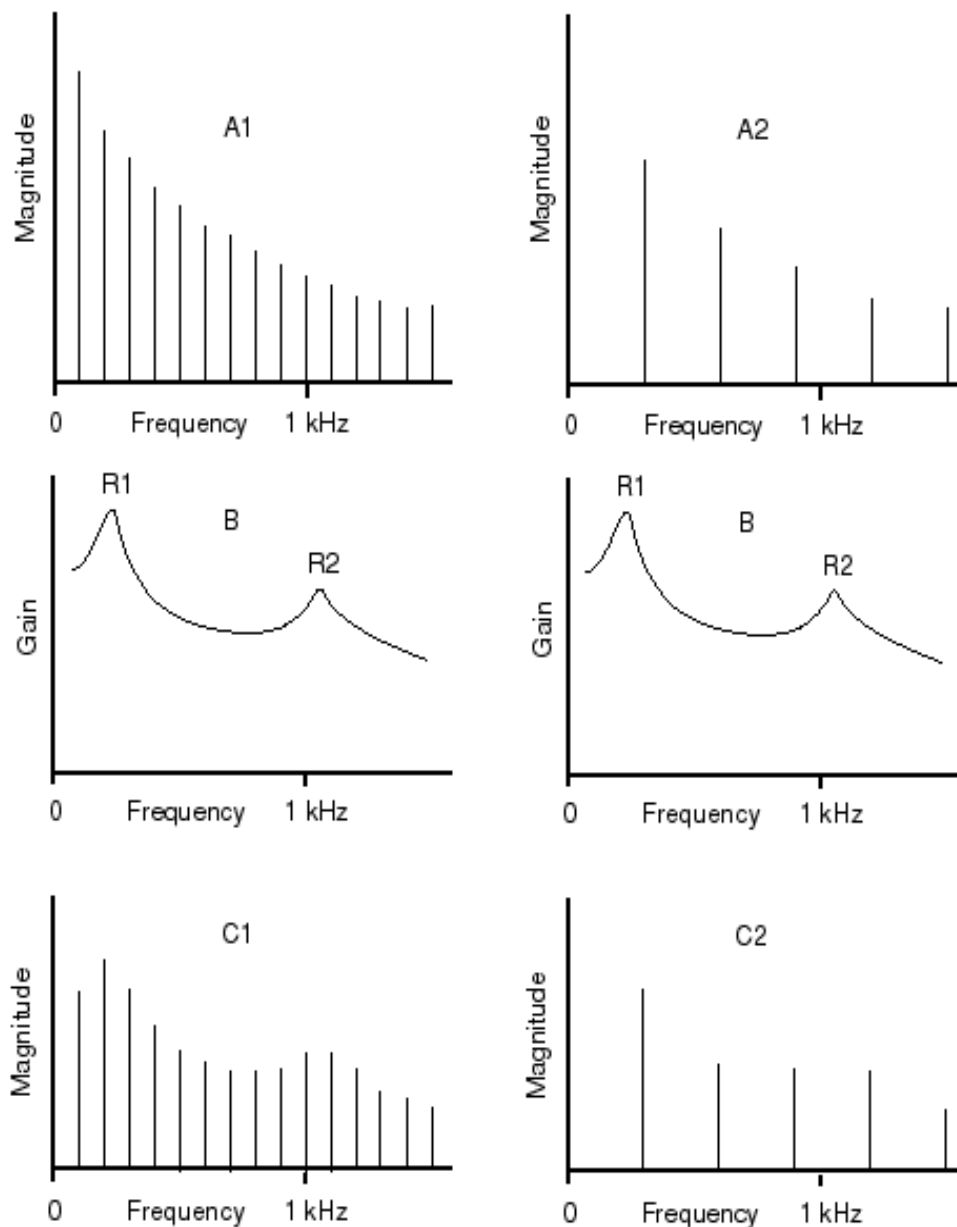 Magnitude
A1
0 Frequency 1 kHz
Magnitude
A2
0 Frequency 1 kHz
Gain
R1
B
R2
0 Frequency 1 kHz
Gain
R1
B
R2
0 Frequency 1 kHz
Magnitude
C1
0 Frequency 1 kHz
Magnitude
C2
0 Frequency 1 kHz